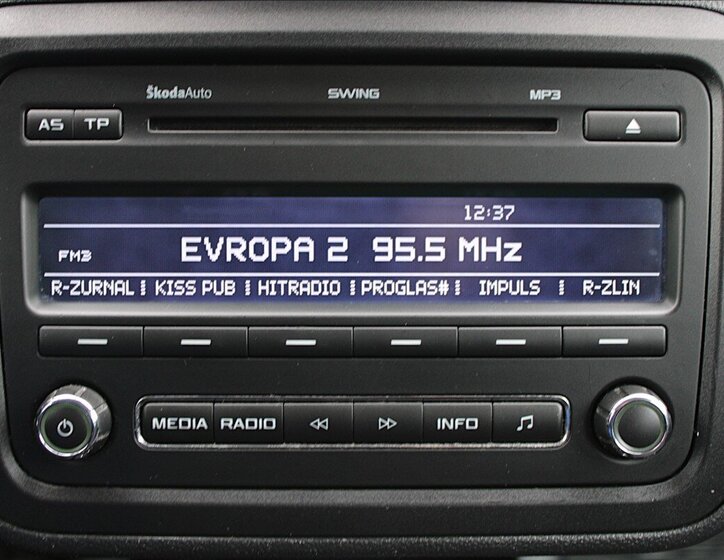 ŠkodaAuto SWING MP3
AS TP
12:37
FM3 EVROPA 2 95.5 MHz
R-ZURNAL KISS PUB HITRADIO PROGLAS# IMPULS R-ZLIN
MEDIA RADIO INFO